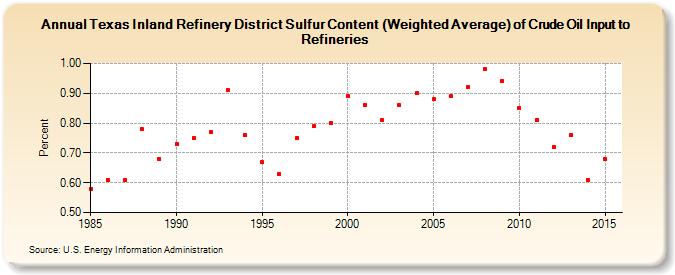 Annual Texas Inland Refinery District Sulfur Content (Weighted Average) of Crude Oil Input to
Refineries
Percent
1.00
0.90
0.80
0.70
0.60
0.50
1985 1990 1995 2000 2005 2010 2015
Source: U.S. Energy Information Administration